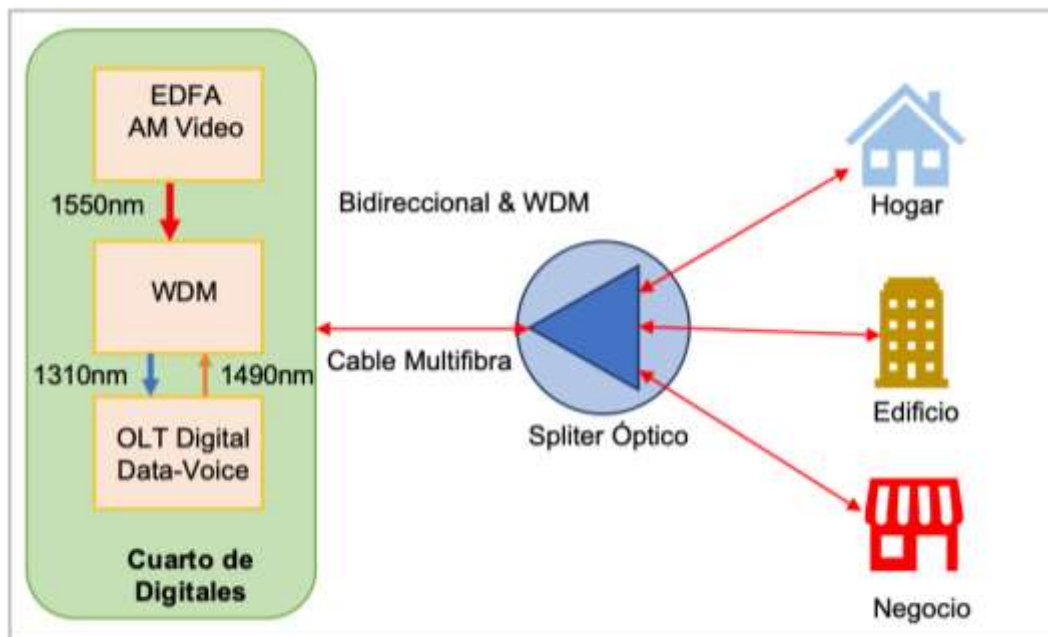 EDFA
AM Video
1550nm
WDM
1310nm
1490nm
OLT Digital
Data-Voice
Cuarto de
Digitales
Bidireccional & WDM
Cable Multifibra
Spliter Óptico
Hogar
Edificio
Negocio